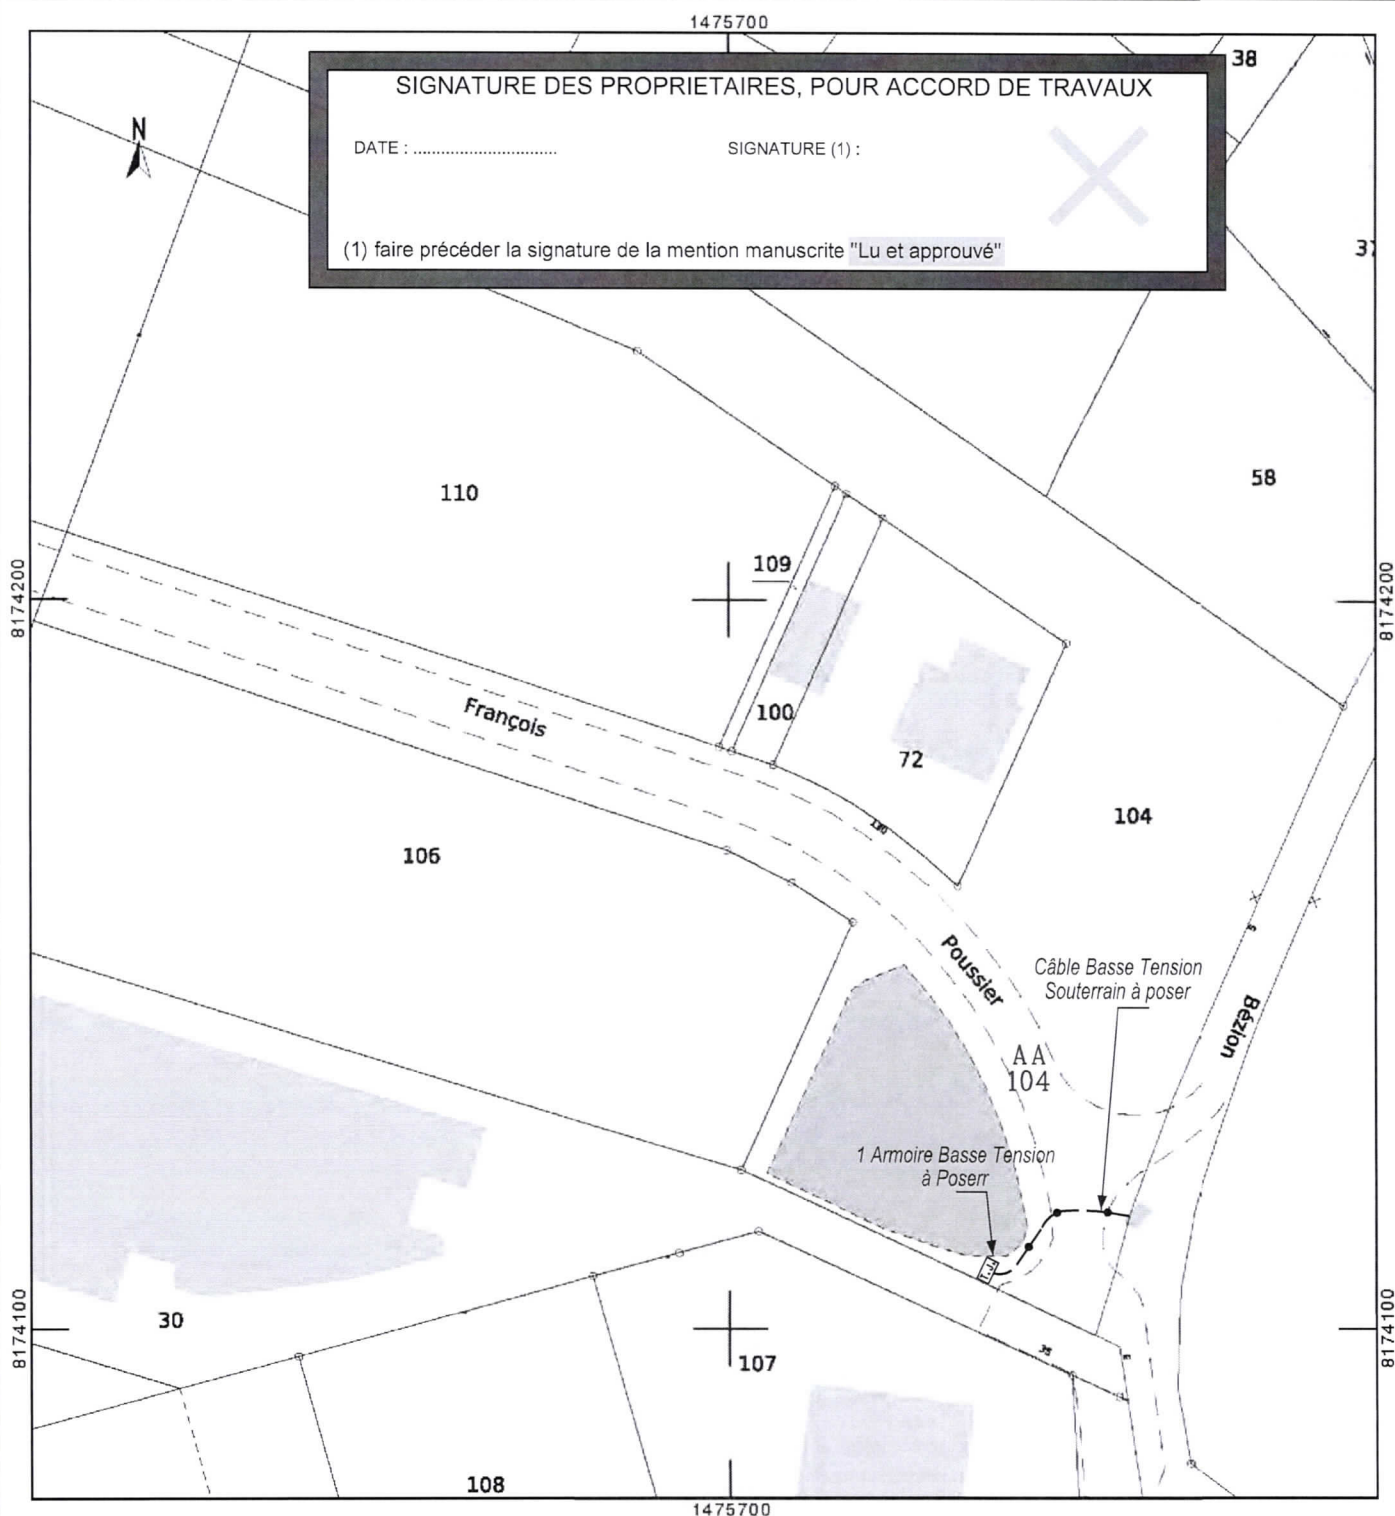 1475700
38
SIGNATURE DES PROPRIETAIRES, POUR ACCORD DE TRAVAUX
N
DATE : ...............................
SIGNATURE (1) :
(1) faire précéder la signature de la mention manuscrite "Lu et approuvé"
110
58
109
8174200
8174200
François
100
72
104
106
Poussier
Câble Basse Tension
Souterrain à poser
5
Bézion
AA
104
1 Armoire Basse Tension
à Poserr
T.J.
30
8174100
8174100
107
108
1475700